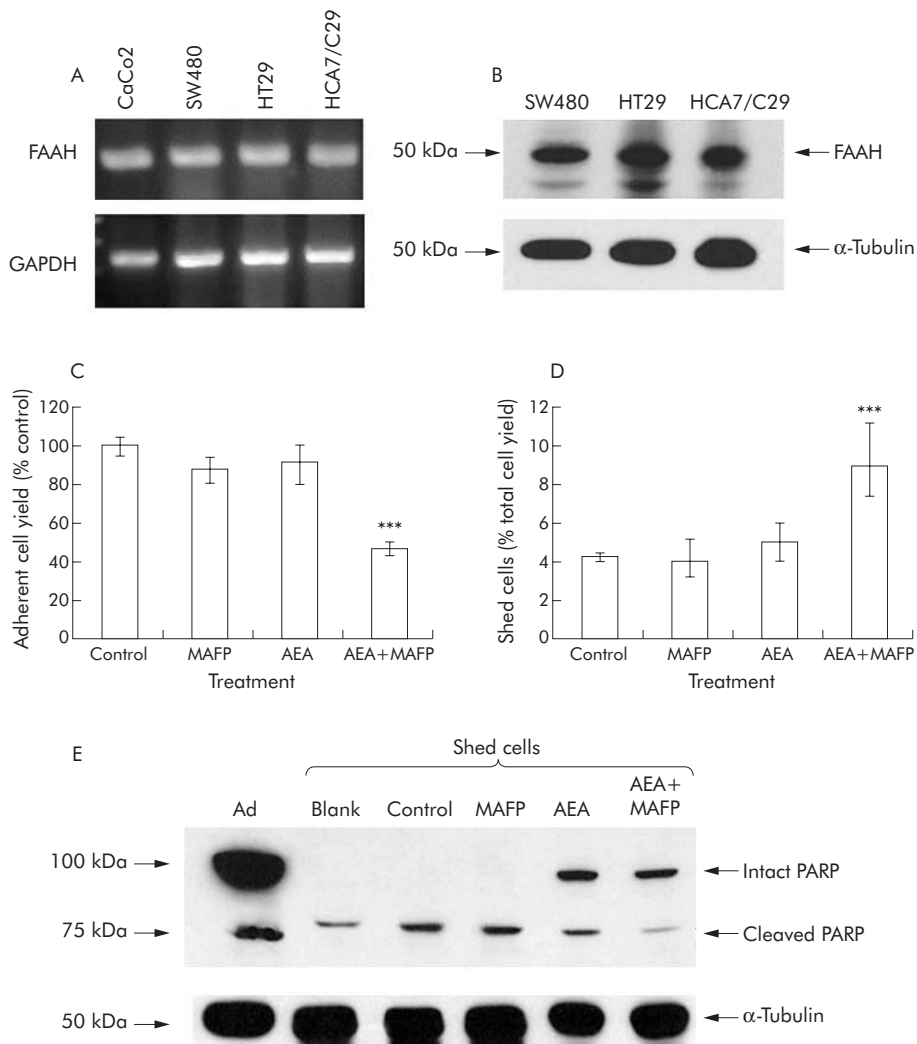 A
CaCo2
SW480
HT29
HCA7/C29
FAAH
GAPDH
B
SW480 HT29 HCA7/C29
50 kDa
FAAH
50 kDa
α-Tubulin
C
Adherent cell yield (% control)
120
100
80
60
40
20
0
***
Control MAFP AEA AEA+MAFP
Treatment
D
Shed cells (% total cell yield)
12
10
8
6
4
2
0
***
Control MAFP AEA AEA+MAFP
Treatment
E
Shed cells
Ad Blank Control MAFP AEA AEA+
MAFP
100 kDa
Intact PARP
75 kDa
Cleaved PARP
50 kDa
α-Tubulin